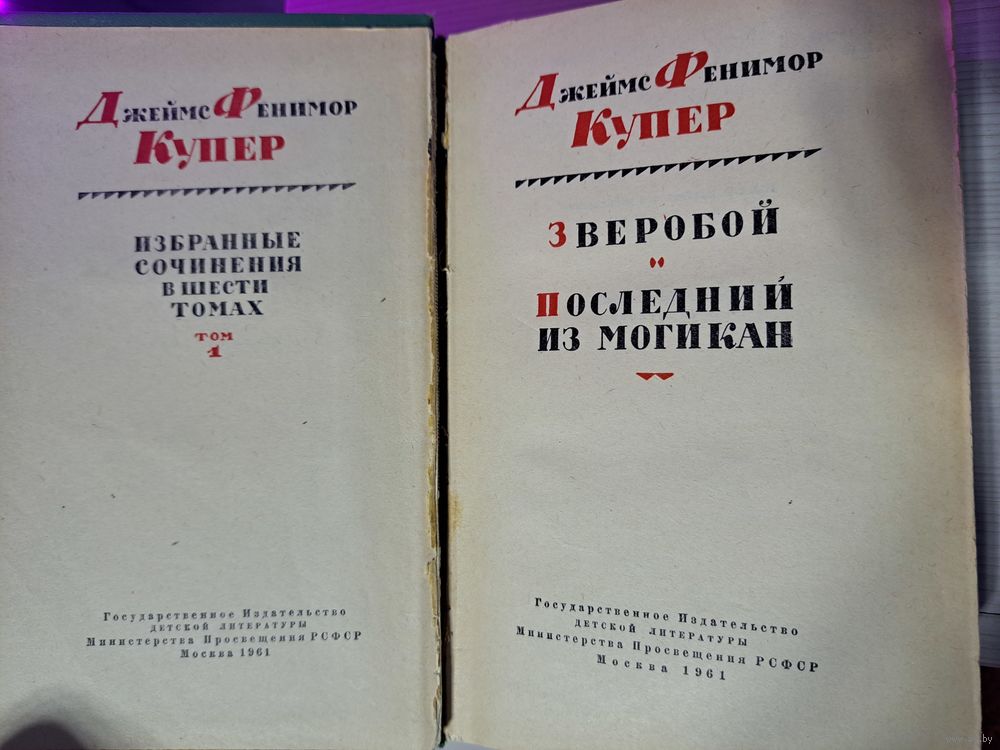 Джеймс Фенимор
Купер
Избранные
сочинения
в шести
томах
том
1
Государственное Издательство
детской литературы
Министерства Просвещения РСФСР
Москва 1961
Джеймс Фенимор
Купер
Зверобой
Последний
из могикан
Государственное Издательство
детской литературы
Министерства Просвещения РСФСР
Москва 1961